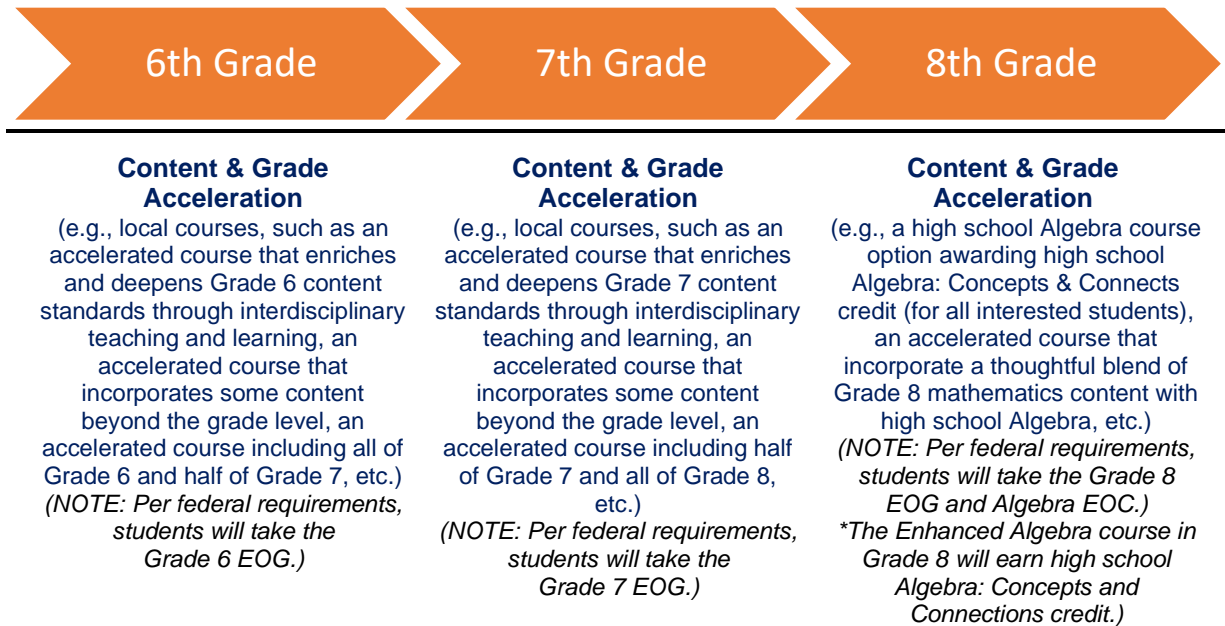 6th Grade
7th Grade
8th Grade
Content & Grade
Acceleration
(e.g., local courses, such as an
accelerated course that enriches
and deepens Grade 6 content
standards through interdisciplinary
teaching and learning, an
accelerated course that
incorporates some content
beyond the grade level, an
accelerated course including all of
Grade 6 and half of Grade 7, etc.)
(NOTE: Per federal requirements,
students will take the
Grade 6 EOG.)
Content & Grade
Acceleration
(e.g., local courses, such as an
accelerated course that enriches
and deepens Grade 7 content
standards through interdisciplinary
teaching and learning, an
accelerated course that
incorporates some content
beyond the grade level, an
accelerated course including half
of Grade 7 and all of Grade 8,
etc.)
(NOTE: Per federal requirements,
students will take the
Grade 7 EOG.)
Content & Grade
Acceleration
(e.g., a high school Algebra course
option awarding high school
Algebra: Concepts & Connects
credit (for all interested students),
an accelerated course that
incorporate a thoughtful blend of
Grade 8 mathematics content with
high school Algebra, etc.)
(NOTE: Per federal requirements,
students will take the Grade 8
EOG and Algebra EOC.)
*The Enhanced Algebra course in
Grade 8 will earn high school
Algebra: Concepts and
Connections credit.)